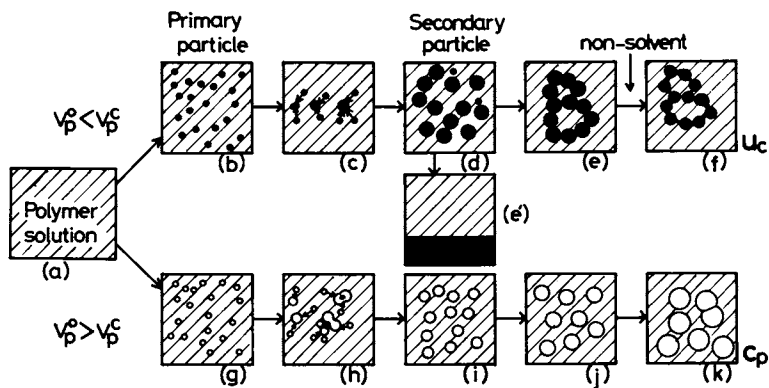 Primary
particle
Secondary
particle
non-solvent
v_p^o < v_p^c
(b)
(c)
(d)
(e)
(f)
U_c
Polymer
solution
(a)
(e')
v_p^o > v_p^c
(g)
(h)
(i)
(j)
(k)
C_p